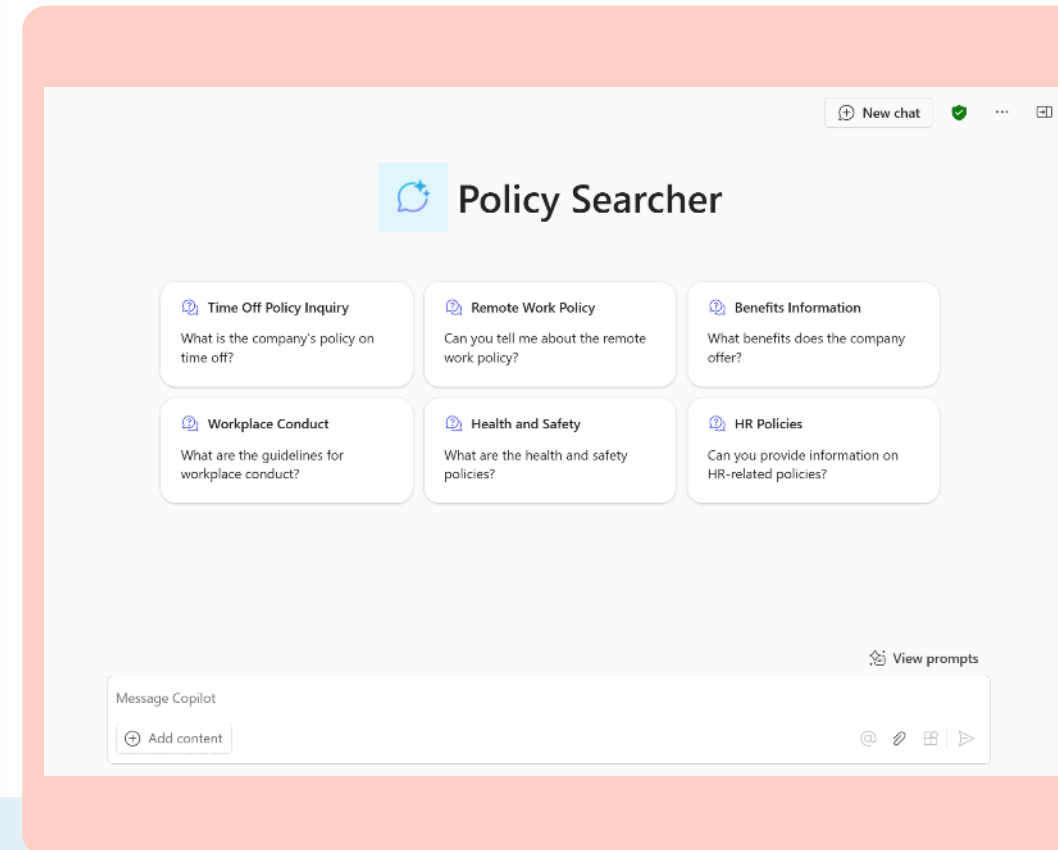 New chat
Policy Searcher
Time Off Policy Inquiry
What is the company's policy on
time off?
Remote Work Policy
Can you tell me about the remote
work policy?
Benefits Information
What benefits does the company
offer?
Workplace Conduct
What are the guidelines for
workplace conduct?
Health and Safety
What are the health and safety
policies?
HR Policies
Can you provide information on
HR-related policies?
View prompts
Message Copilot
Add content